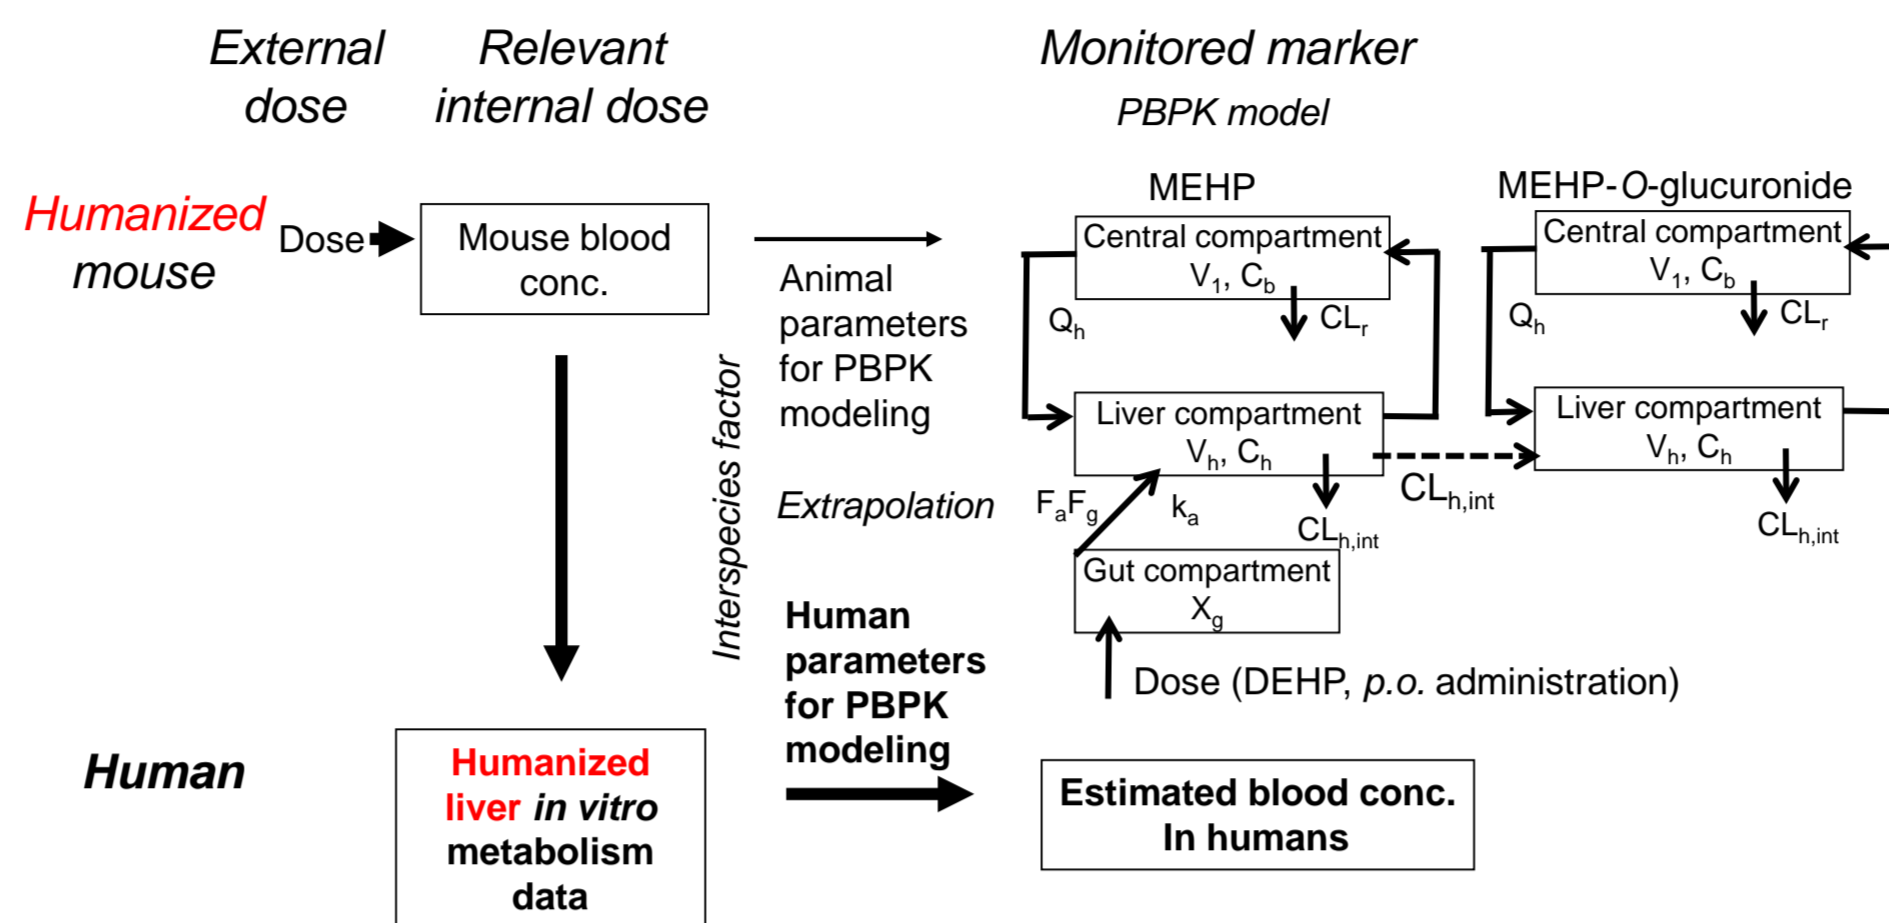 External
dose
Relevant
internal dose
Monitored marker
PBPK model
Humanized
mouse
Dose
Mouse blood
conc.
Animal
parameters
for PBPK
modeling
Interspecies factor
Extrapolation
Human
parameters
for PBPK
modeling
MEHP
Central compartment
V1, Cb
CLr
Qh
Liver compartment
Vh, Ch
CLh,int
FaFg
ka
Gut compartment
Xg
Dose (DEHP, p.o. administration)
CLh,int
MEHP-O-glucuronide
Central compartment
V1, Cb
CLr
Qh
Liver compartment
Vh, Ch
CLh,int
Human
Humanized
liver in vitro
metabolism
data
Estimated blood conc.
In humans